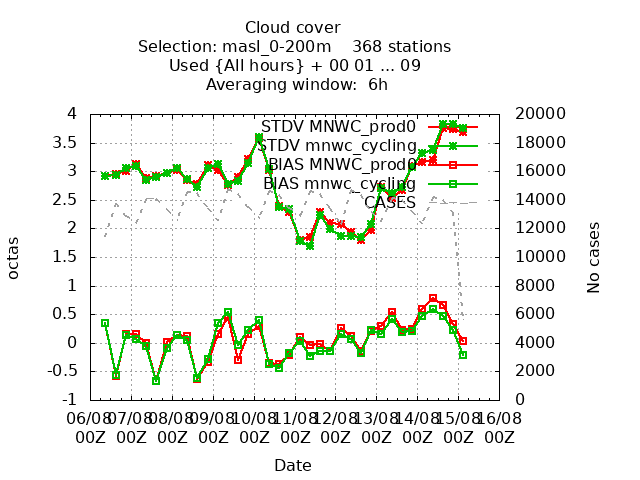 Cloud cover
Selection: masl_0-200m 368 stations
Used {All hours} + 00 01 ... 09
Averaging window: 6h
4 20000
STDV MNWC_prod0
3.5 18000
STDV mnwc_cycling
3 16000
BIAS MNWC_prod0
BIAS mnwc_cycling
2.5 14000
CASES
2 12000
1.5 10000
octas No cases
1 8000
0.5 6000
0 4000
-0.5 2000
-1 0
06/08 07/08 08/08 09/08 10/08 11/08 12/08 13/08 14/08 15/08 16/08
00Z 00Z 00Z 00Z 00Z 00Z 00Z 00Z 00Z 00Z 00Z
Date